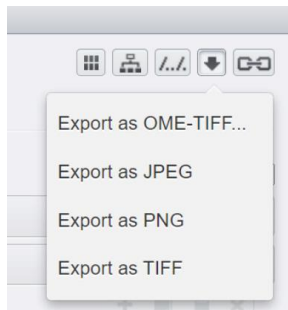 /../.
Export as OME-TIFF...
Export as JPEG
Export as PNG
Export as TIFF